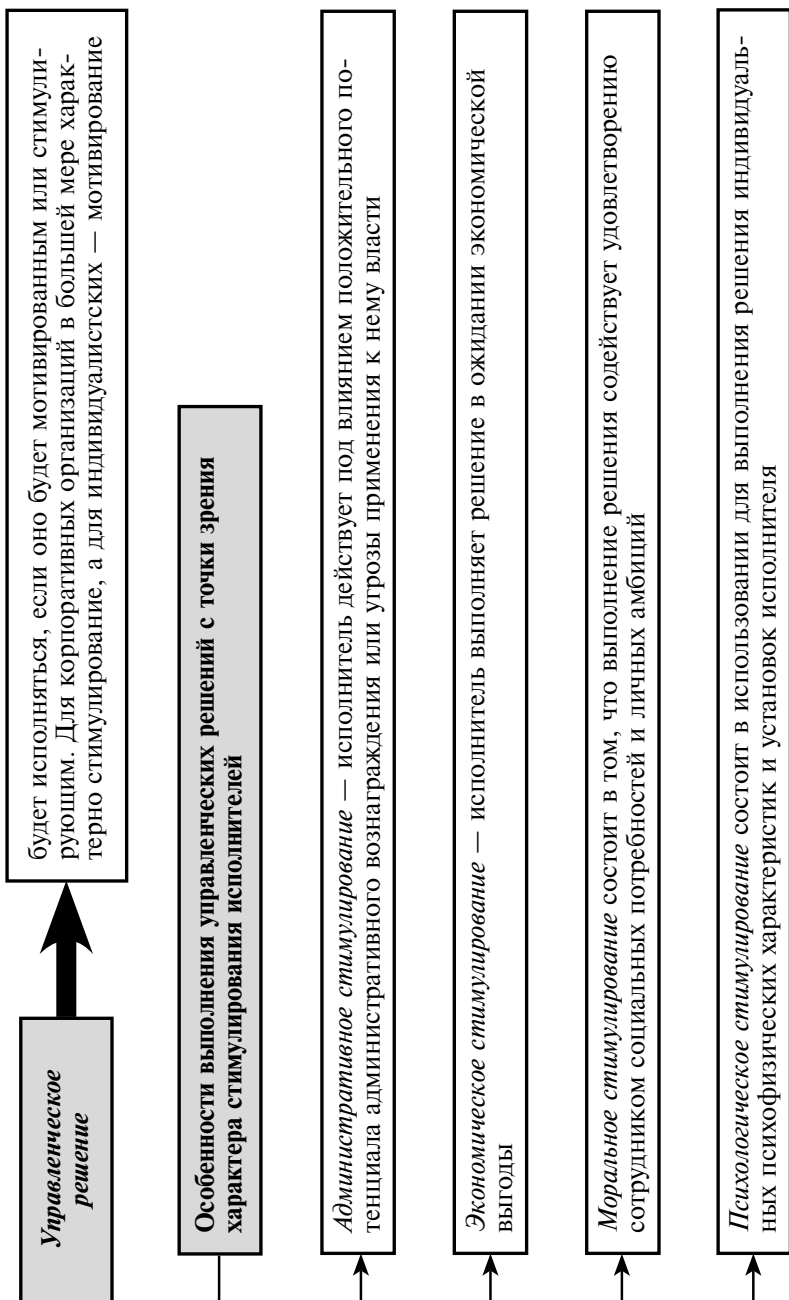 Управленческое
решение
будет исполняться, если оно будет мотивированным или стимули-
рующим. Для корпоративных организаций в большей мере харак-
терно стимулирование, а для индивидуалистских — мотивирование
Особенности выполнения управленческих решений с точки зрения
характера стимулирования исполнителей
Административное стимулирование — исполнитель действует под влиянием положительного по-
тенциала административного вознаграждения или угрозы применения к нему власти
Экономическое стимулирование — исполнитель выполняет решение в ожидании экономической
выгоды
Моральное стимулирование состоит в том, что выполнение решения содействует удовлетворению
сотрудником социальных потребностей и личных амбиций
Психологическое стимулирование состоит в использовании для выполнения решения индивидуаль-
ных психофизических характеристик и установок исполнителя